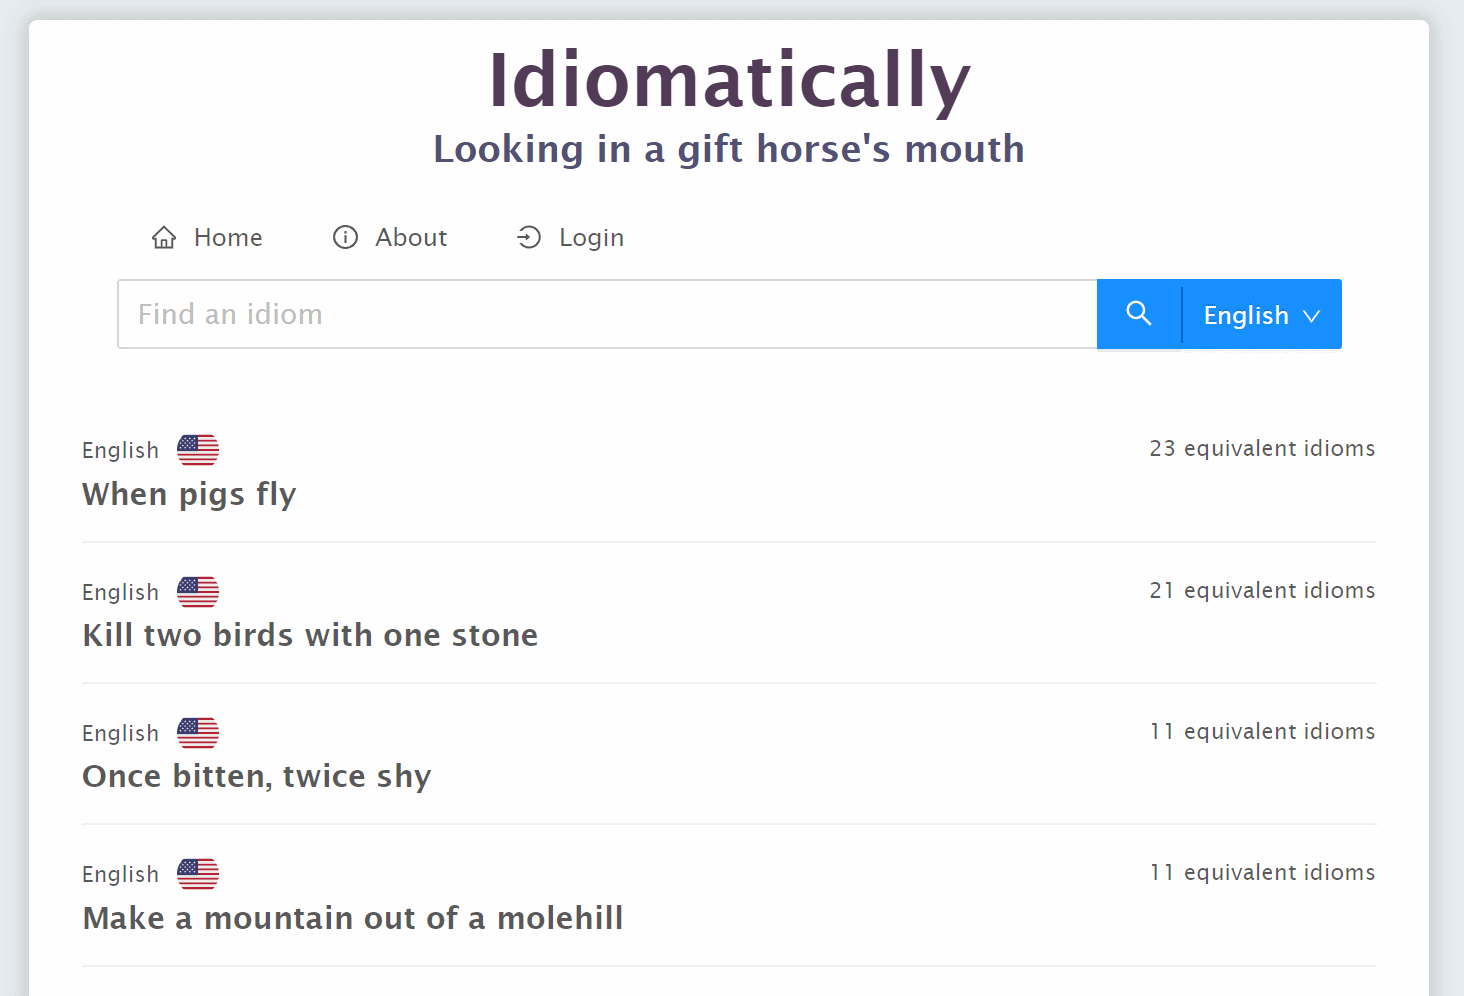 Idiomatically
Looking in a gift horse's mouth
Home About Login
Find an idiom English
English 23 equivalent idioms
When pigs fly
English 21 equivalent idioms
Kill two birds with one stone
English 11 equivalent idioms
Once bitten, twice shy
English 11 equivalent idioms
Make a mountain out of a molehill